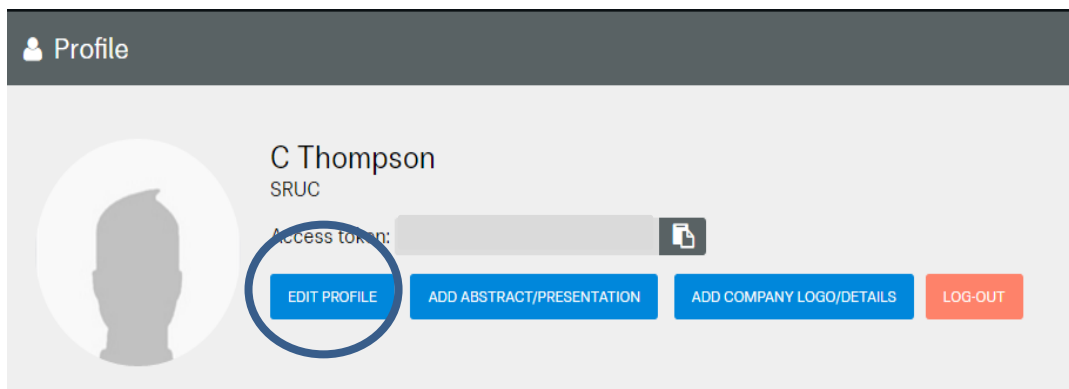 Profile
C Thompson
SRUC
Access token:
EDIT PROFILE ADD ABSTRACT/PRESENTATION ADD COMPANY LOGO/DETAILS LOG-OUT